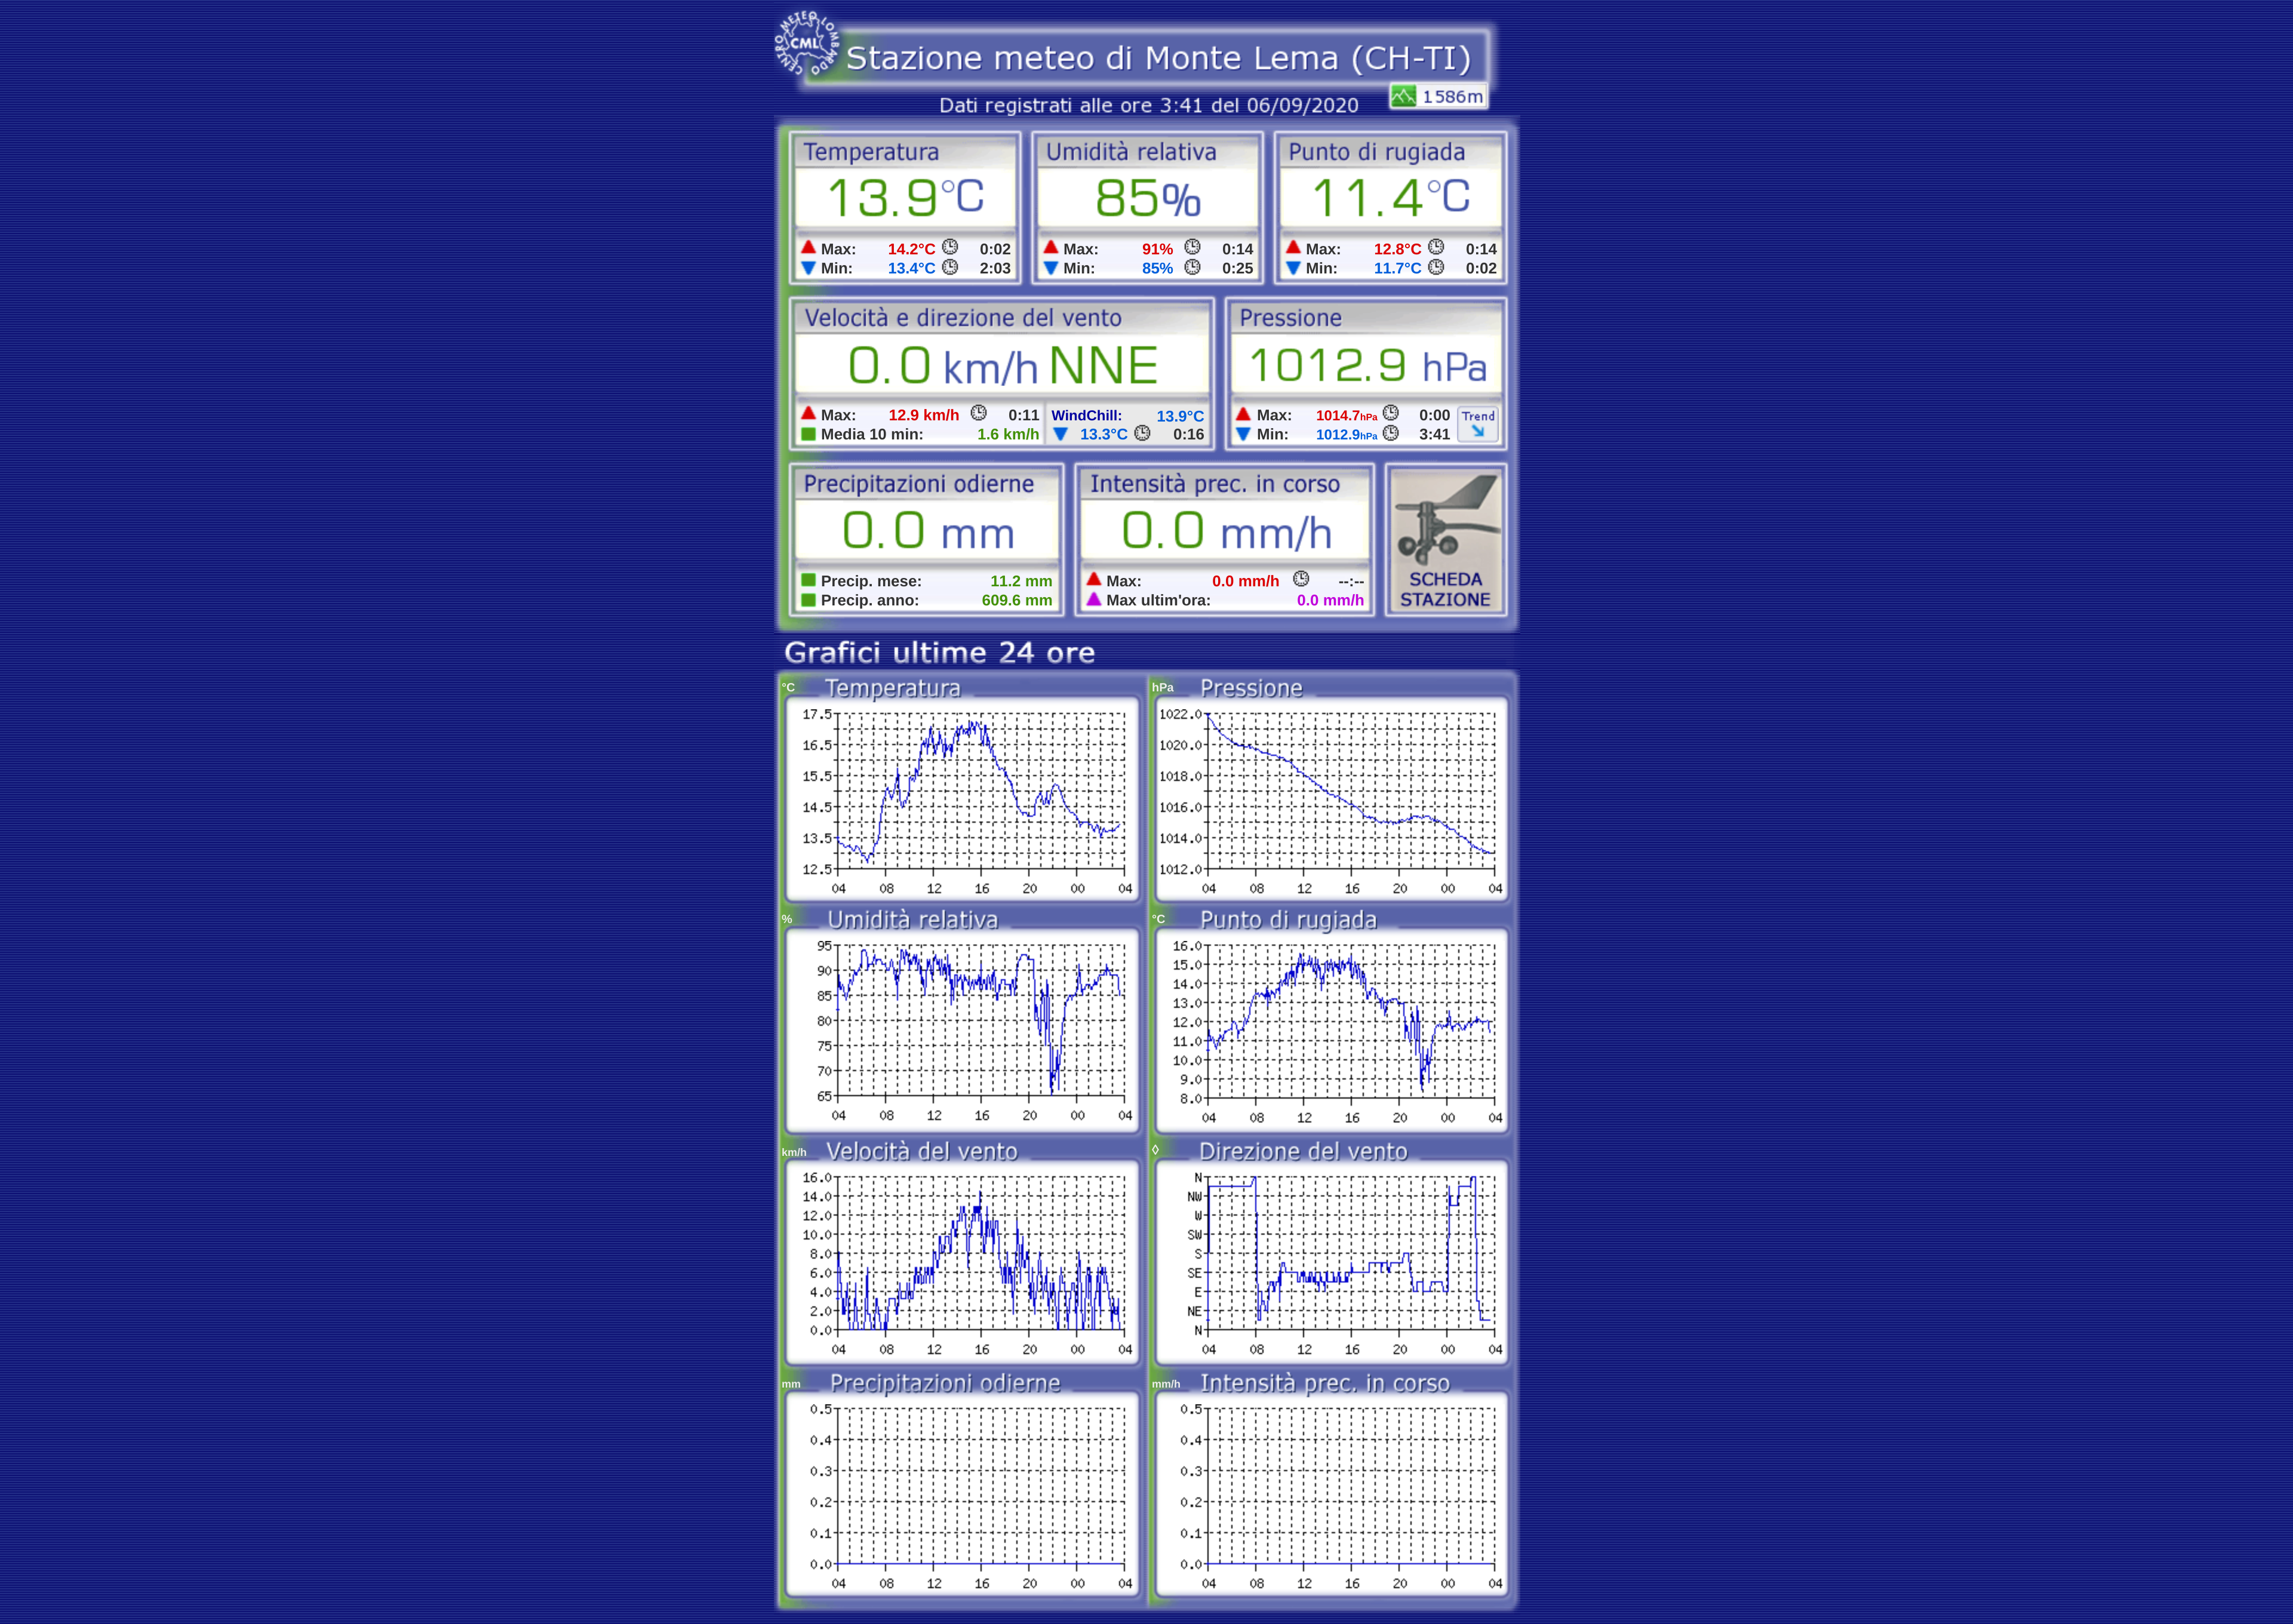 CENTRO METEO LOMBARDO
CML
Stazione meteo di Monte Lema (CH-TI)
1586m
Dati registrati alle ore 3:41 del 06/09/2020
Temperatura
13.9°C
Max: 14.2°C 0:02
Min: 13.4°C 2:03
Umidità relativa
85%
Max: 91% 0:14
Min: 85% 0:25
Punto di rugiada
11.4°C
Max: 12.8°C 0:14
Min: 11.7°C 0:02
Velocità e direzione del vento
0.0 km/h NNE
Max: 12.9 km/h 0:11
Media 10 min: 1.6 km/h
WindChill: 13.9°C
13.3°C 0:16
Pressione
1012.9 hPa
Max: 1014.7hPa 0:00
Min: 1012.9hPa 3:41
Trend
Precipitazioni odierne
0.0 mm
Precip. mese: 11.2 mm
Precip. anno: 609.6 mm
Intensità prec. in corso
0.0 mm/h
Max: 0.0 mm/h --:--
Max ultim'ora: 0.0 mm/h
SCHEDA
STAZIONE
Grafici ultime 24 ore
°C Temperatura
17.5
16.5
15.5
14.5
13.5
12.5
04 08 12 16 20 00 04
hPa Pressione
1022.0
1020.0
1018.0
1016.0
1014.0
1012.0
04 08 12 16 20 00 04
% Umidità relativa
95
90
85
80
75
70
65
04 08 12 16 20 00 04
°C Punto di rugiada
16.0
15.0
14.0
13.0
12.0
11.0
10.0
9.0
8.0
04 08 12 16 20 00 04
km/h Velocità del vento
16.0
14.0
12.0
10.0
8.0
6.0
4.0
2.0
0.0
04 08 12 16 20 00 04
◊ Direzione del vento
N
NW
W
SW
S
SE
E
NE
N
04 08 12 16 20 00 04
mm Precipitazioni odierne
0.5
0.4
0.3
0.2
0.1
0.0
04 08 12 16 20 00 04
mm/h Intensità prec. in corso
0.5
0.4
0.3
0.2
0.1
0.0
04 08 12 16 20 00 04